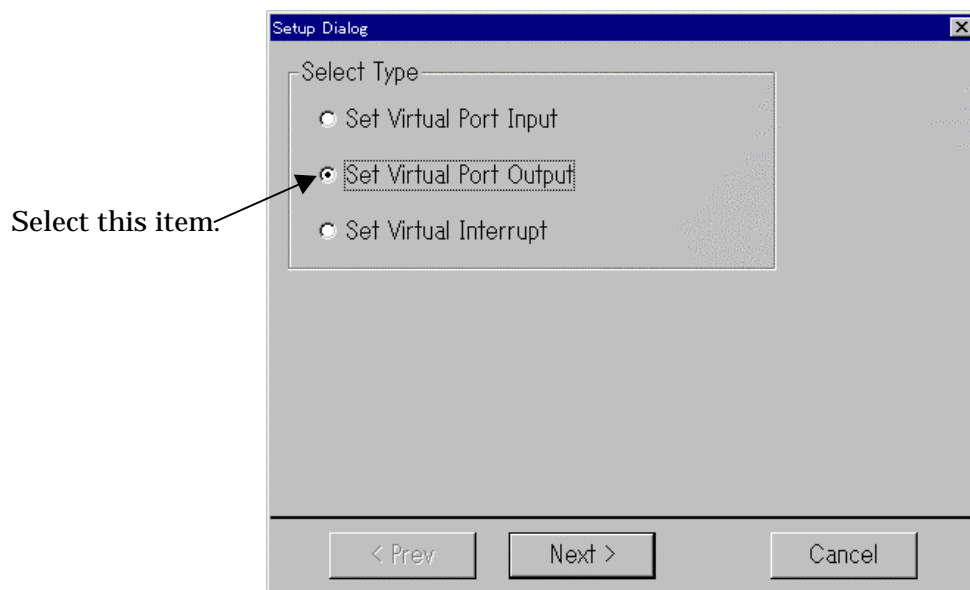 Setup Dialog
Select Type
Set Virtual Port Input
Set Virtual Port Output
Select this item.
Set Virtual Interrupt
< Prev
Next >
Cancel